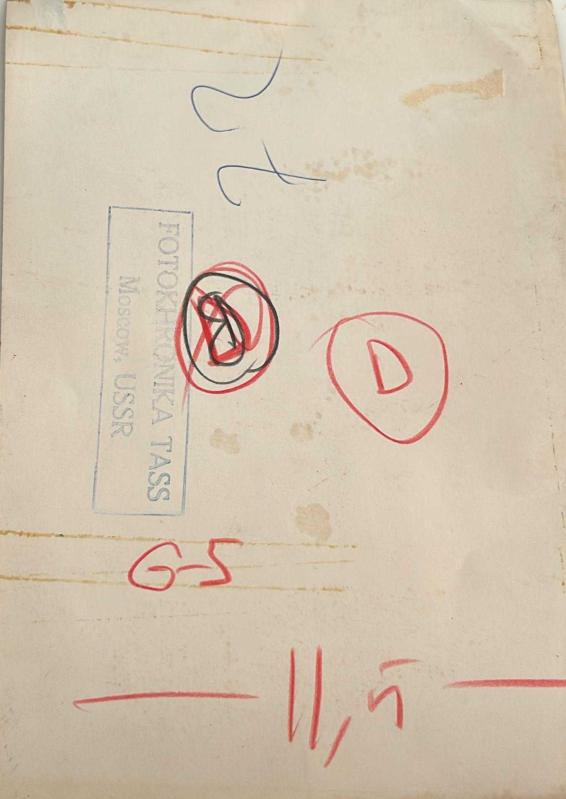 FOTOKHRONIKA TASS
Moscow, USSR
D
G-5
11,5